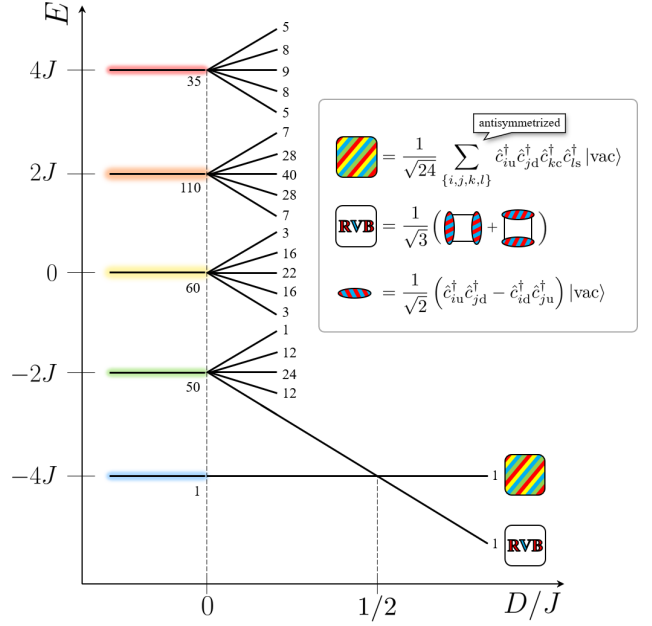 E
4J
35
5
8
9
8
5
2J
110
7
28
40
28
7
0
60
3
16
22
16
3
−2J
50
1
12
24
12
−4J
1
1
1 RVB
0
1/2
D/J
antisymmetrized
= 1/√24 ∑_{i,j,k,l} ĉ†_{iu} ĉ†_{jd} ĉ†_{kc} ĉ†_{ls} |vac⟩
RVB = 1/√3 ( + )
= 1/√2 ( ĉ†_{iu} ĉ†_{jd} − ĉ†_{id} ĉ†_{ju} ) |vac⟩